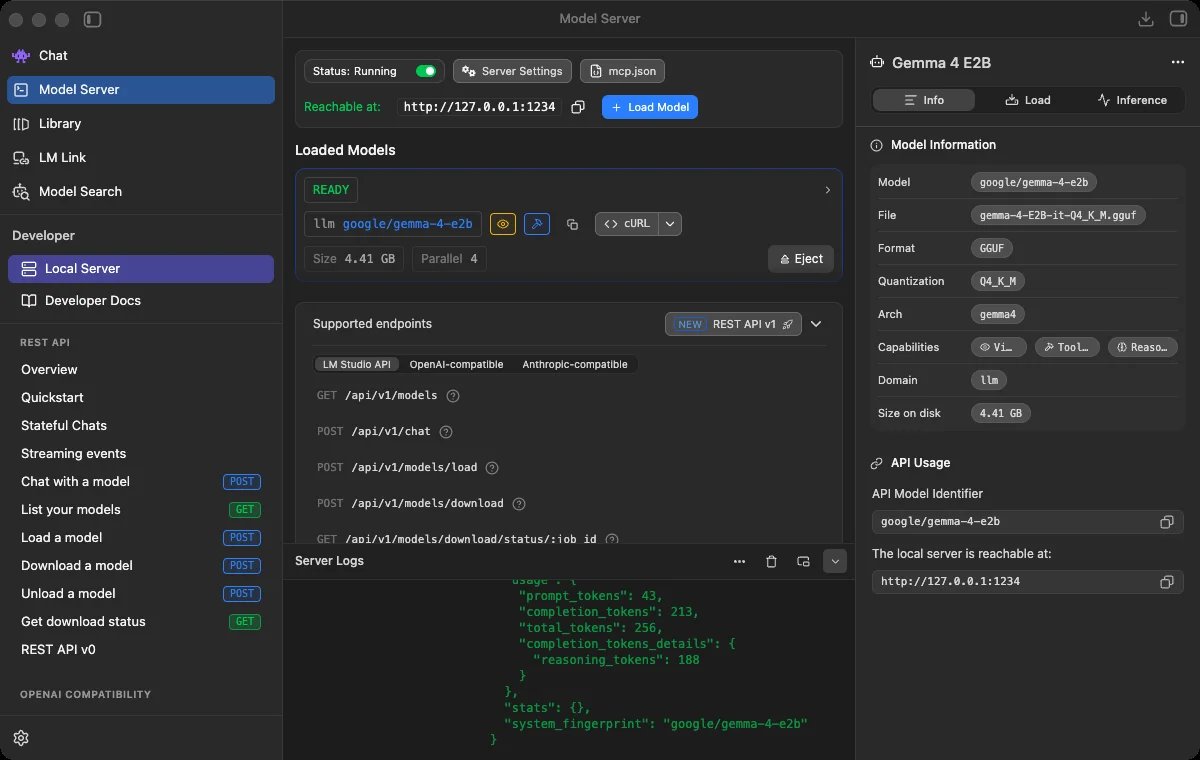 Model Server
Chat
Model Server
Library
LM Link
Model Search
Developer
Local Server
Developer Docs
REST API
Overview
Quickstart
Stateful Chats
Streaming events
Chat with a model POST
List your models GET
Load a model POST
Download a model POST
Unload a model POST
Get download status GET
REST API v0
OPENAI COMPATIBILITY
Status: Running Server Settings mcp.json
Reachable at: http://127.0.0.1:1234 + Load Model
Loaded Models
READY
llm google/gemma-4-e2b cURL
Size 4.41 GB Parallel 4 Eject
Supported endpoints NEW REST API v1
LM Studio API OpenAI-compatible Anthropic-compatible
GET /api/v1/models
POST /api/v1/chat
POST /api/v1/models/load
POST /api/v1/models/download
GET /api/v1/models/download/status/:job_id
Server Logs
"usage": {
"prompt_tokens": 43,
"completion_tokens": 213,
"total_tokens": 256,
"completion_tokens_details": {
"reasoning_tokens": 188
}
},
"stats": {},
"system_fingerprint": "google/gemma-4-e2b"
}
Gemma 4 E2B
Info Load Inference
Model Information
Model google/gemma-4-e2b
File gemma-4-E2B-it-Q4_K_M.gguf
Format GGUF
Quantization Q4_K_M
Arch gemma4
Capabilities Vi… Tool… Reaso…
Domain llm
Size on disk 4.41 GB
API Usage
API Model Identifier
google/gemma-4-e2b
The local server is reachable at:
http://127.0.0.1:1234